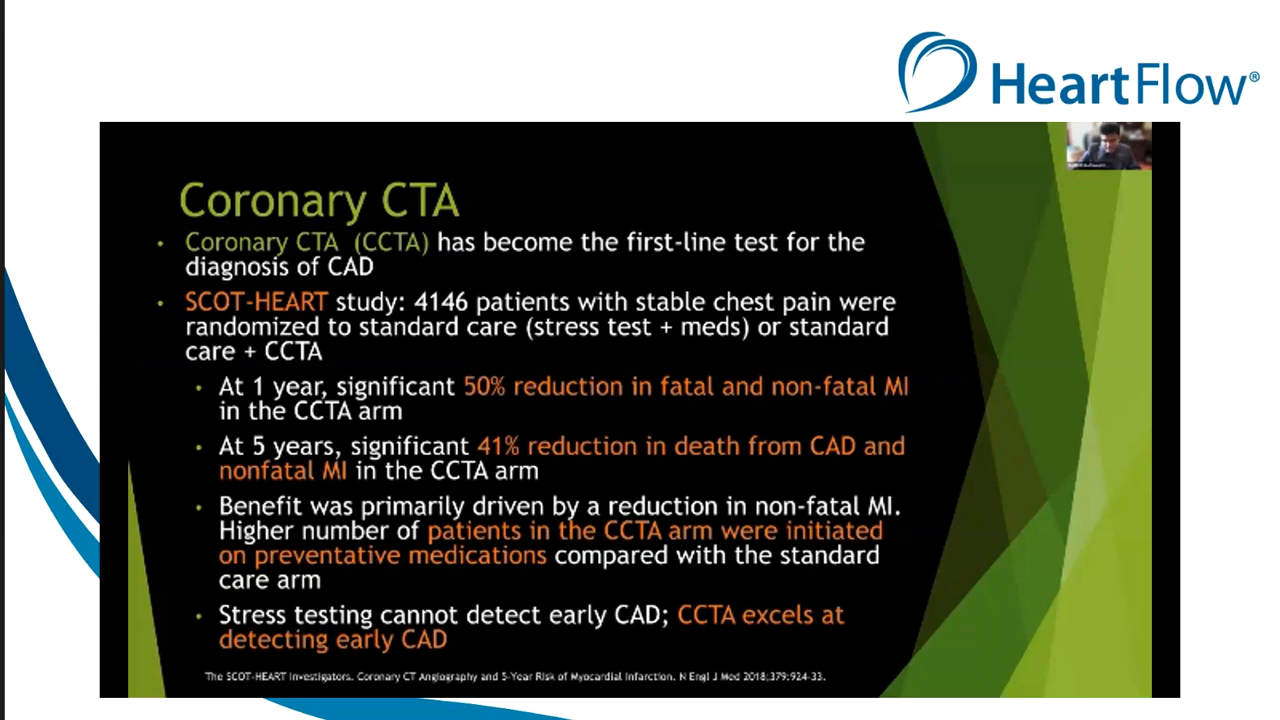 HeartFlow®
Coronary CTA
• Coronary CTA (CCTA) has become the first-line test for the
diagnosis of CAD
• SCOT-HEART study: 4146 patients with stable chest pain were
randomized to standard care (stress test + meds) or standard
care + CCTA
• At 1 year, significant 50% reduction in fatal and non-fatal MI
in the CCTA arm
• At 5 years, significant 41% reduction in death from CAD and
nonfatal MI in the CCTA arm
• Benefit was primarily driven by a reduction in non-fatal MI.
Higher number of patients in the CCTA arm were initiated
on preventative medications compared with the standard
care arm
• Stress testing cannot detect early CAD; CCTA excels at
detecting early CAD
The SCOT-HEART Investigators. Coronary CT Angiography and 5-Year Risk of Myocardial Infarction. N Engl J Med 2018;379:924-33.